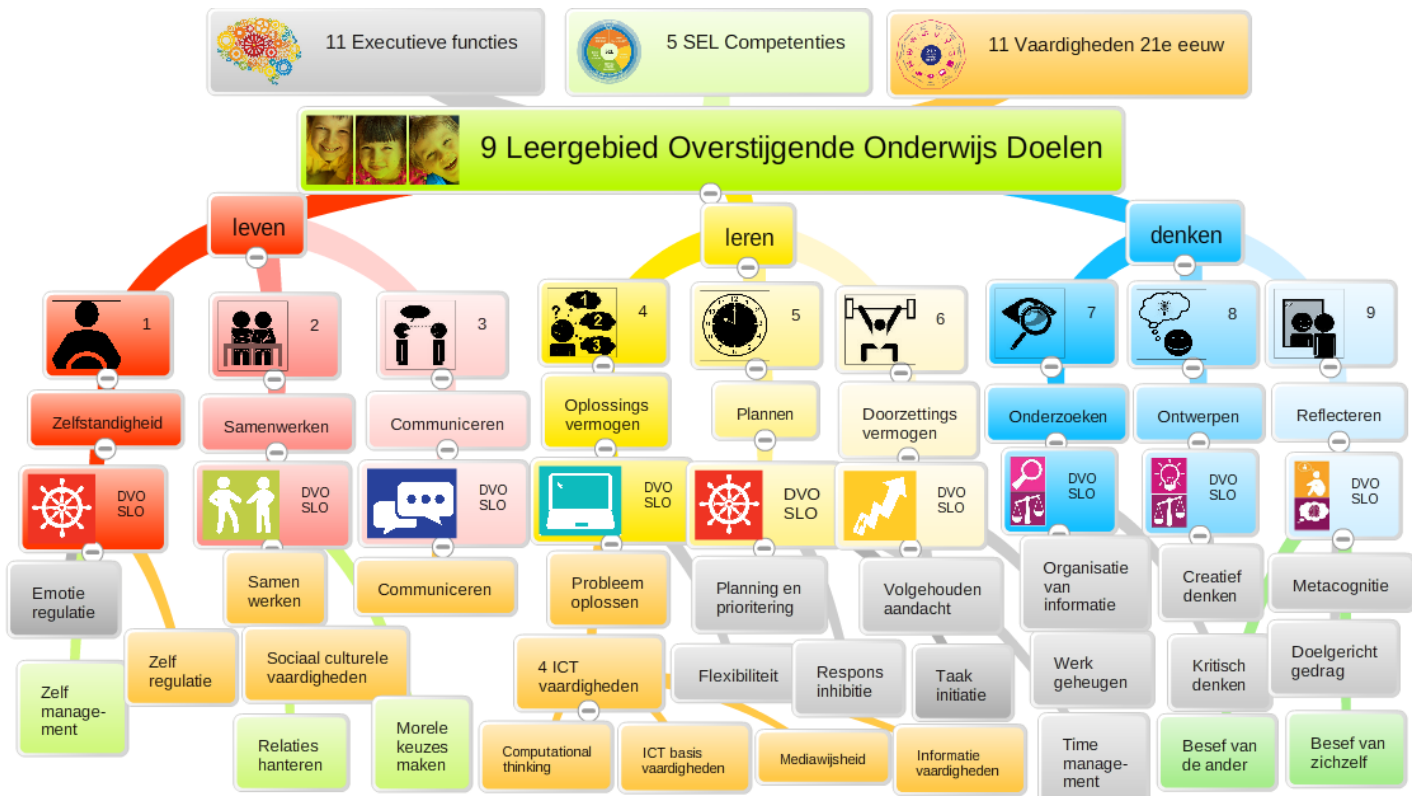 11 Executieve functies
5 SEL Competenties
11 Vaardigheden 21e eeuw
9 Leergebied Overstijgende Onderwijs Doelen
leven
leren
denken
1
2
3
4
1
2
3
5
6
7
8
9
Zelfstandigheid
Samenwerken
Communiceren
Oplossings
vermogen
Plannen
Doorzettings
vermogen
Onderzoeken
Ontwerpen
Reflecteren
DVO
SLO
DVO
SLO
DVO
SLO
DVO
SLO
DVO
SLO
DVO
SLO
DVO
SLO
DVO
SLO
DVO
SLO
Emotie
regulatie
Samen
werken
Communiceren
Probleem
oplossen
Planning en
prioritering
Volgehouden
aandacht
Organisatie
van
informatie
Creatief
denken
Metacognitie
Zelf
manage-
ment
Zelf
regulatie
Sociaal culturele
vaardigheden
4 ICT
vaardigheden
Flexibiliteit
Respons
inhibitie
Taak
initiatie
Werk
geheugen
Kritisch
denken
Doelgericht
gedrag
Relaties
hanteren
Morele
keuzes
maken
Computational
thinking
ICT basis
vaardigheden
Mediawijsheid
Informatie
vaardigheden
Time
manage-
ment
Besef van
de ander
Besef van
zichzelf